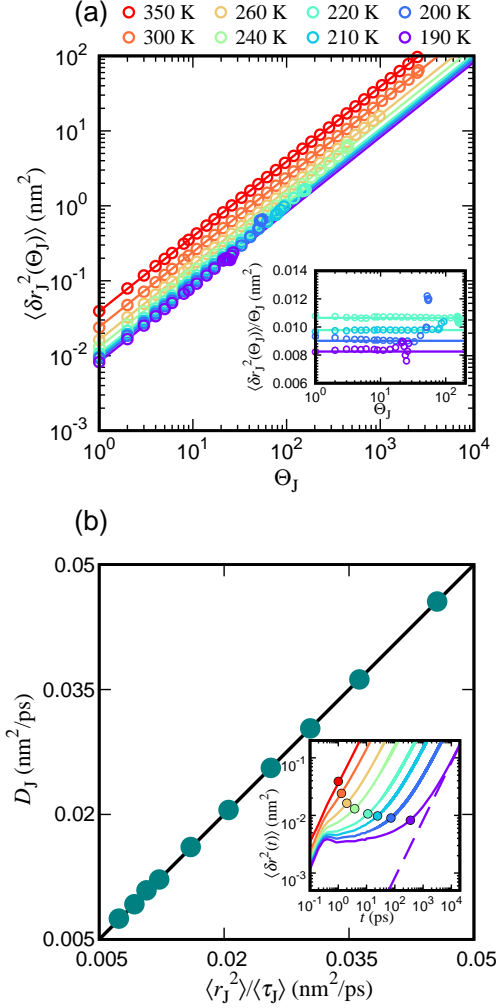 (a)
350 K 260 K 220 K 200 K
300 K 240 K 210 K 190 K
10²
10¹
10⁰
10⁻¹
10⁻²
10⁻³
⟨δr_J²(Θ_J)⟩ (nm²)
10⁰ 10¹ 10² 10³ 10⁴
Θ_J
0.014
0.012
0.010
0.008
0.006
⟨δr_J²(Θ_J)⟩/Θ_J (nm²)
10⁰ 10¹ 10²
Θ_J
(b)
0.05
0.035
0.02
0.005
D_J (nm²/ps)
0.005 0.02 0.035 0.05
⟨r_J²⟩/⟨τ_J⟩ (nm²/ps)
10⁻¹
10⁻²
10⁻³
⟨δr²(t)⟩ (nm²)
10⁻¹ 10⁰ 10¹ 10² 10³ 10⁴
t (ps)